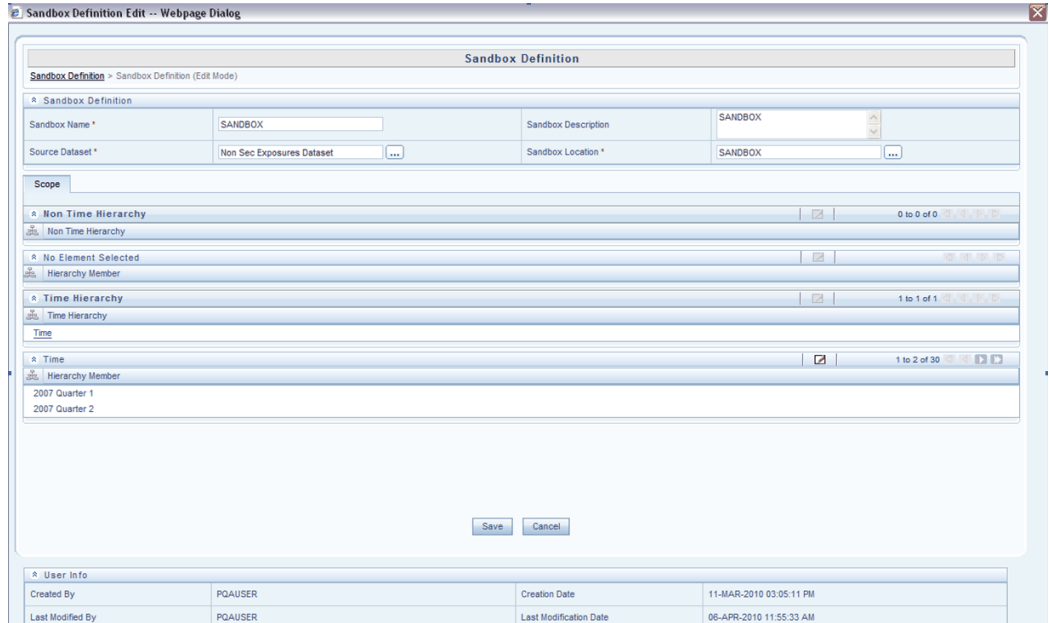 Sandbox Definition Edit -- Webpage Dialog
Sandbox Definition
Sandbox Definition > Sandbox Definition (Edit Mode)
Sandbox Definition
Sandbox Name * SANDBOX Sandbox Description SANDBOX
Source Dataset * Non Sec Exposures Dataset ... Sandbox Location * SANDBOX ...
Scope
Non Time Hierarchy 0 to 0 of 0
Non Time Hierarchy
No Element Selected
Hierarchy Member
Time Hierarchy 1 to 1 of 1
Time Hierarchy
Time
Time 1 to 2 of 30
Hierarchy Member
2007 Quarter 1
2007 Quarter 2
Save Cancel
User Info
Created By PQAUSER Creation Date 11-MAR-2010 03:05:11 PM
Last Modified By PQAUSER Last Modification Date 06-APR-2010 11:55:33 AM